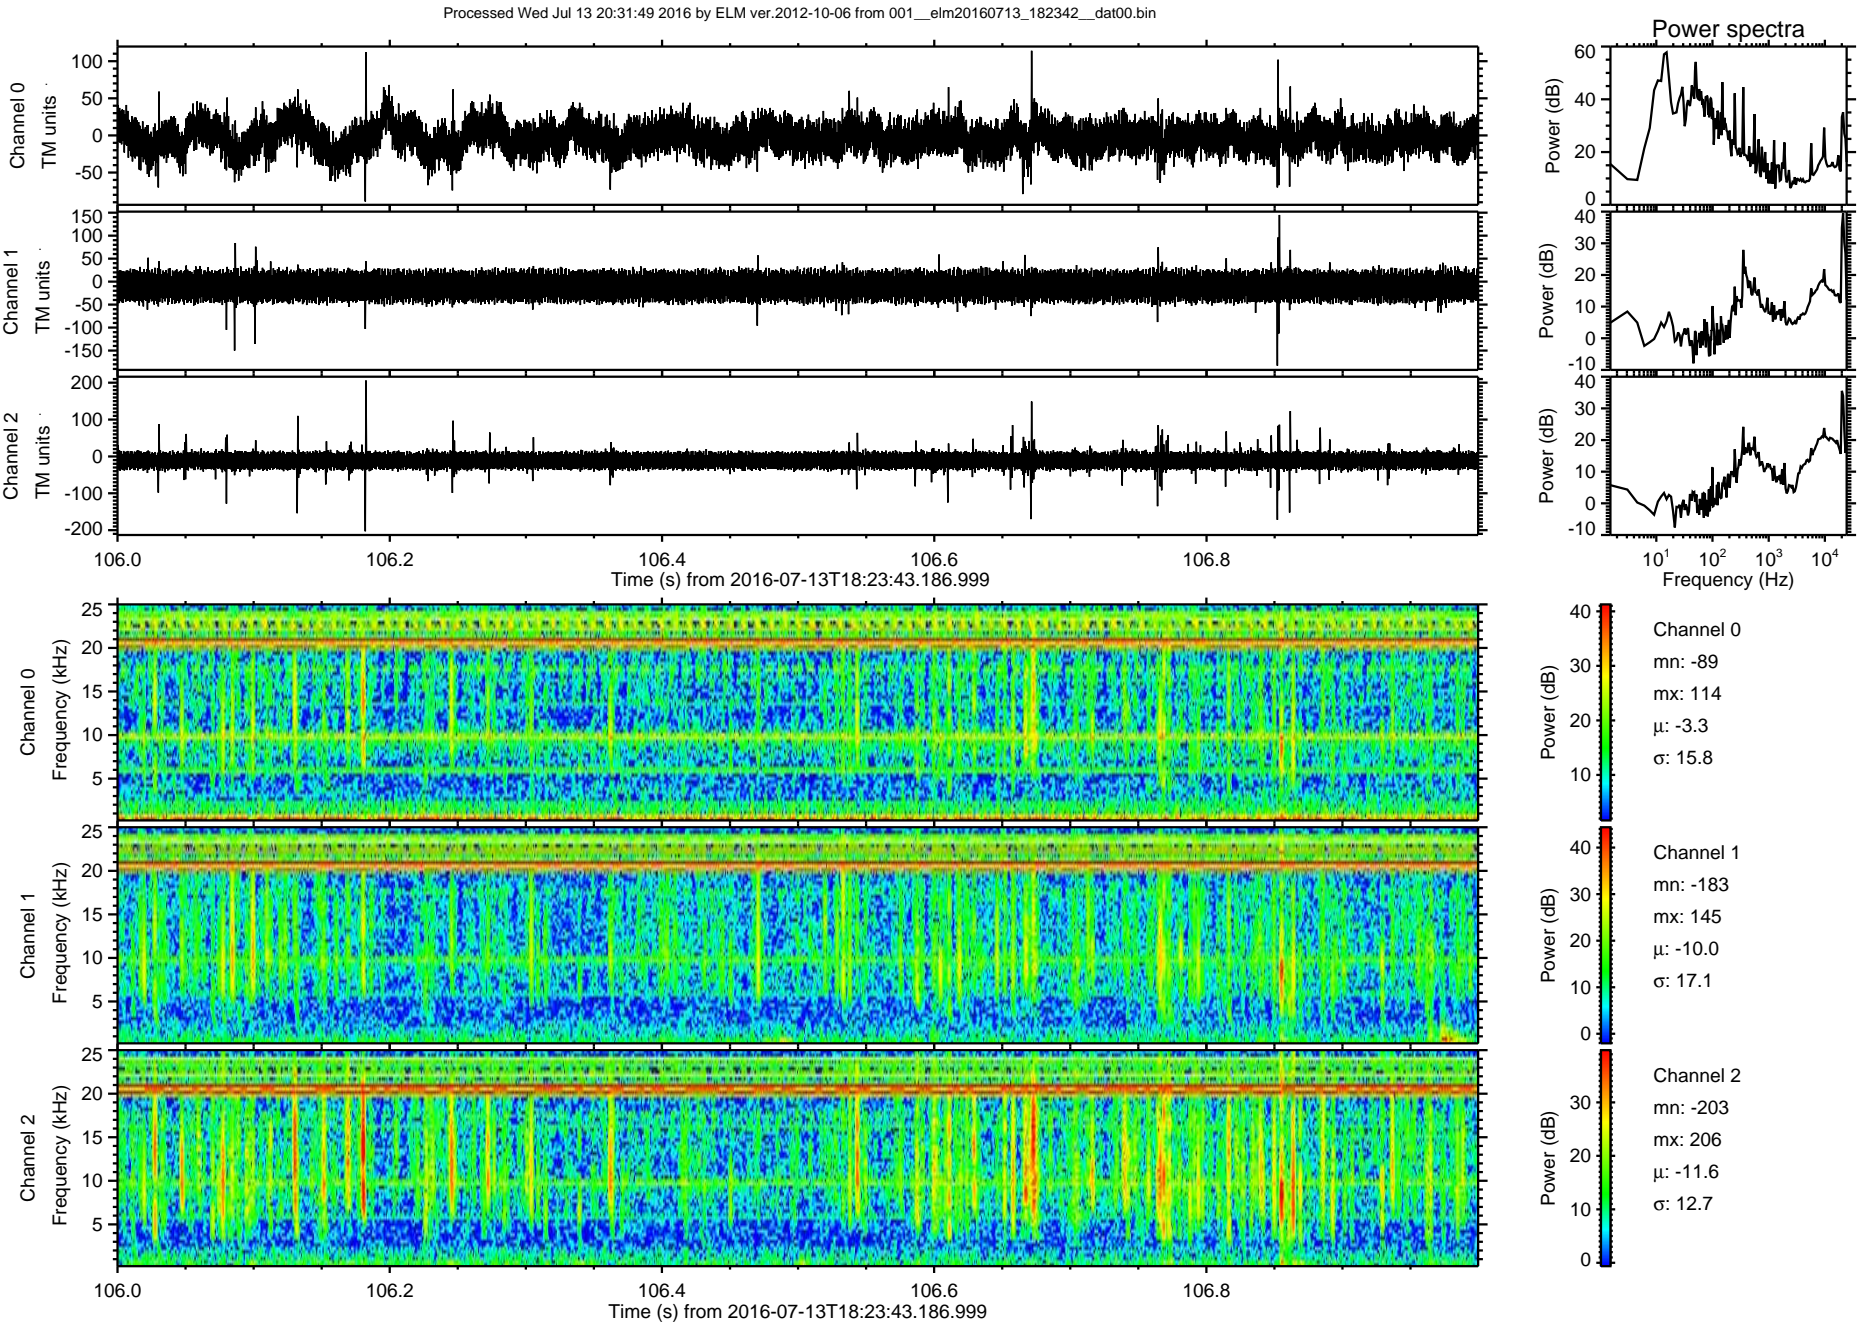 Processed Wed Jul 13 20:31:49 2016 by ELM ver.2012-10-06 from 001__elm20160713_182342__dat00.bin
Power spectra
Channel 0
TM units
100
50
0
-50
Power (dB)
60
40
20
0
Channel 1
TM units
150
100
50
0
-50
-100
-150
Power (dB)
40
30
20
10
0
-10
Channel 2
TM units
200
100
0
-100
-200
Power (dB)
40
30
20
10
0
-10
106.0 106.2 106.4 106.6 106.8
Time (s) from 2016-07-13T18:23:43.186.999
10¹ 10² 10³ 10⁴
Frequency (Hz)
Channel 0
Frequency (kHz)
25
20
15
10
5
Power (dB)
40
30
20
10
Channel 0
mn: -89
mx: 114
μ: -3.3
σ: 15.8
Channel 1
Frequency (kHz)
25
20
15
10
5
Power (dB)
40
30
20
10
0
Channel 1
mn: -183
mx: 145
μ: -10.0
σ: 17.1
Channel 2
Frequency (kHz)
25
20
15
10
5
Power (dB)
30
20
10
0
Channel 2
mn: -203
mx: 206
μ: -11.6
σ: 12.7
106.0 106.2 106.4 106.6 106.8
Time (s) from 2016-07-13T18:23:43.186.999